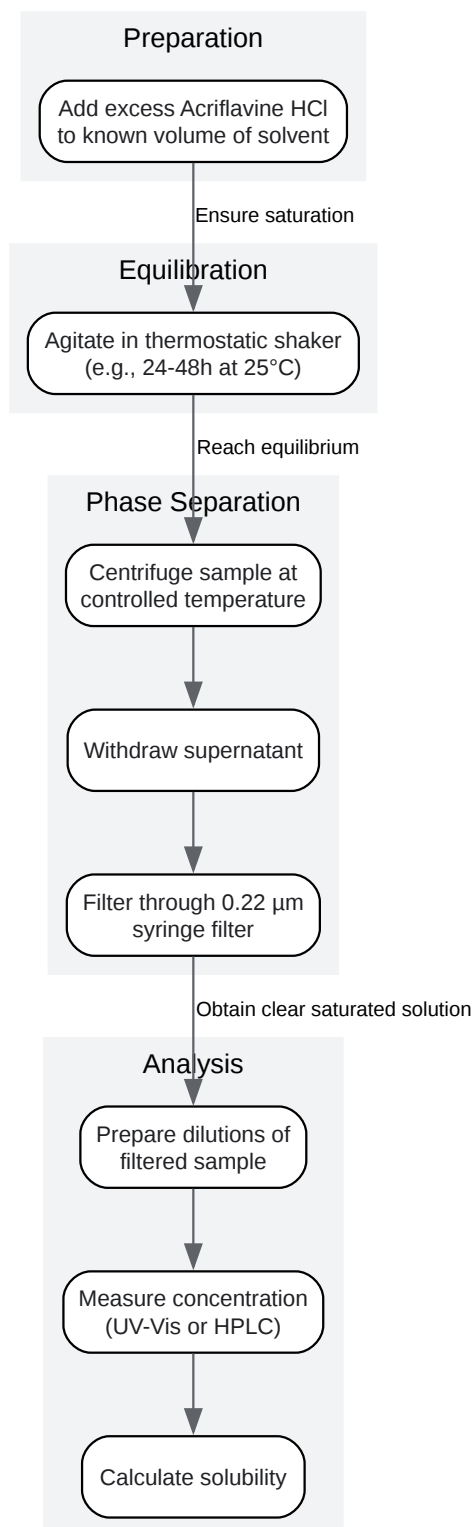 Preparation
Add excess Acriflavine HCl
to known volume of solvent
Ensure saturation
Equilibration
Agitate in thermostatic shaker
(e.g., 24-48h at 25°C)
Reach equilibrium
Phase Separation
Centrifuge sample at
controlled temperature
Withdraw supernatant
Filter through 0.22 µm
syringe filter
Obtain clear saturated solution
Analysis
Prepare dilutions of
filtered sample
Measure concentration
(UV-Vis or HPLC)
Calculate solubility